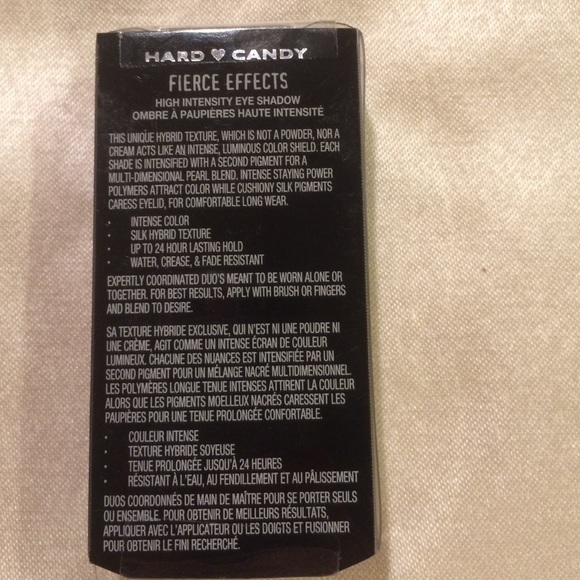 HARD ♥ CANDY
FIERCE EFFECTS
HIGH INTENSITY EYE SHADOW
OMBRE À PAUPIÈRES HAUTE INTENSITÉ
THIS UNIQUE HYBRID TEXTURE, WHICH IS NOT A POWDER, NOR A
CREAM ACTS LIKE AN INTENSE, LUMINOUS COLOR SHIELD. EACH
SHADE IS INTENSIFIED WITH A SECOND PIGMENT FOR A
MULTI-DIMENSIONAL PEARL BLEND. INTENSE STAYING POWER
POLYMERS ATTRACT COLOR WHILE CUSHIONY SILK PIGMENTS
CARESS EYELID, FOR COMFORTABLE LONG WEAR.
• INTENSE COLOR
• SILK HYBRID TEXTURE
• UP TO 24 HOUR LASTING HOLD
• WATER, CREASE, & FADE RESISTANT
EXPERTLY COORDINATED DUO'S MEANT TO BE WORN ALONE OR
TOGETHER. FOR BEST RESULTS, APPLY WITH BRUSH OR FINGERS
AND BLEND TO DESIRE.
SA TEXTURE HYBRIDE EXCLUSIVE, QUI N'EST NI UNE POUDRE NI
UNE CRÈME, AGIT COMME UN INTENSE ÉCRAN DE COULEUR
LUMINEUX. CHACUNE DES NUANCES EST INTENSIFIÉE PAR UN
SECOND PIGMENT POUR UN MÉLANGE NACRÉ MULTIDIMENSIONNEL.
LES POLYMÈRES LONGUE TENUE INTENSES ATTIRENT LA COULEUR
ALORS QUE LES PIGMENTS MOELLEUX NACRÉS CARESSENT LES
PAUPIÈRES POUR UNE TENUE PROLONGÉE CONFORTABLE.
• COULEUR INTENSE
• TEXTURE HYBRIDE SOYEUSE
• TENUE PROLONGÉE JUSQU'À 24 HEURES
• RÉSISTANT À L'EAU, AU FENDILLEMENT ET AU PÂLISSEMENT
DUOS COORDONNÉS DE MAIN DE MAÎTRE POUR SE PORTER SEULS
OU ENSEMBLE. POUR OBTENIR DE MEILLEURS RÉSULTATS,
APPLIQUER AVEC L'APPLICATEUR OU LES DOIGTS ET FUSIONNER
POUR OBTENIR LE FINI RECHERCHÉ.